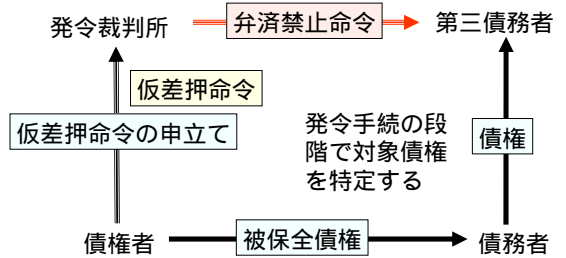 発令裁判所
弁済禁止命令
第三債務者
仮差押命令
仮差押命令の申立て
発令手続の段
階で対象債権
を特定する
債権
債権者
被保全債権
債務者